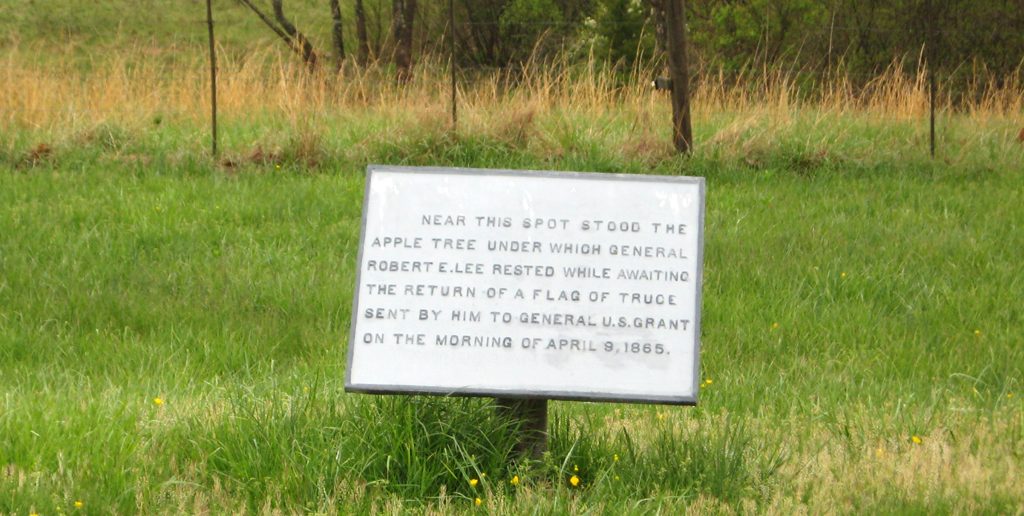 NEAR THIS SPOT STOOD THE
APPLE TREE UNDER WHICH GENERAL
ROBERT E. LEE RESTED WHILE AWAITING
THE RETURN OF A FLAG OF TRUCE
SENT BY HIM TO GENERAL U.S. GRANT
ON THE MORNING OF APRIL 9, 1865.